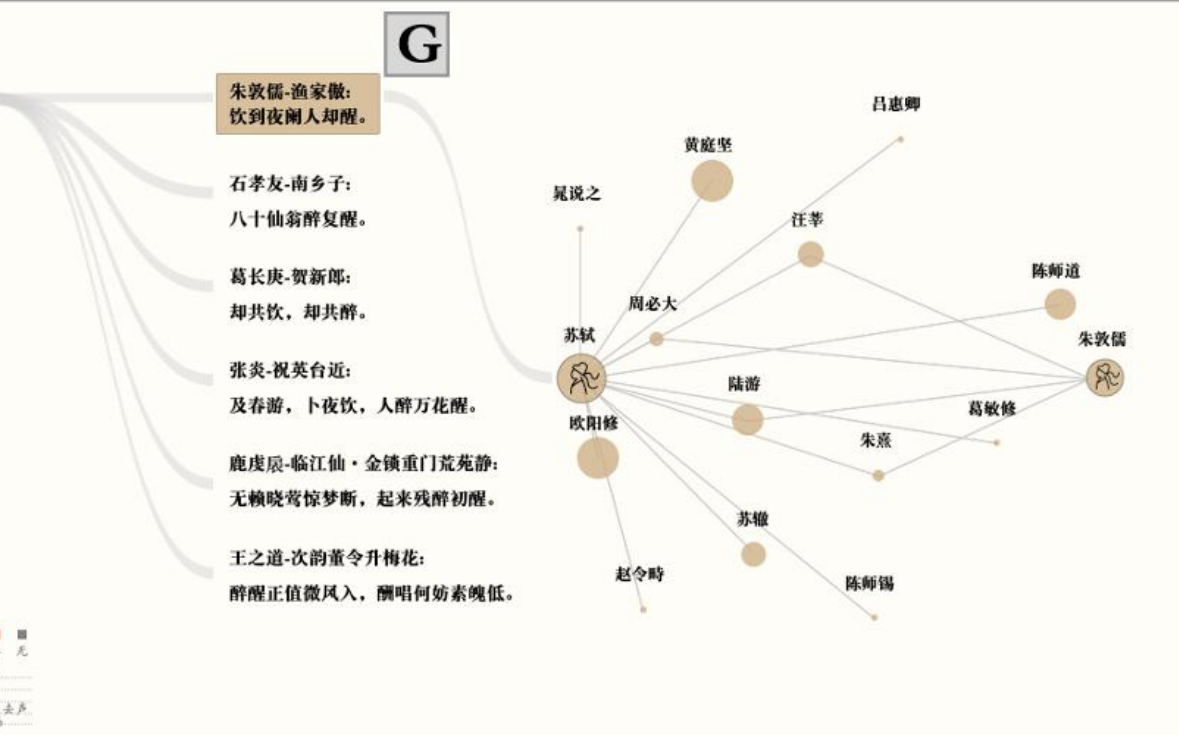 G
朱敦儒-渔家傲:
饮到夜阑人却醒。
石孝友-南乡子:
八十仙翁醉复醒。
葛长庚-贺新郎:
却共饮，却共醉。
张炎-祝英台近:
及春游，卜夜饮，人醉万花醒。
鹿虔扆-临江仙·金锁重门荒苑静:
无赖晓莺惊梦断，起来残醉初醒。
王之道-次韵董令升梅花:
醉醒正值微风入，酬唱何妨素魄低。
吕惠卿
黄庭坚
晁说之
汪莘
陈师道
周必大
苏轼
朱敦儒
陆游
葛敏修
欧阳修
朱熹
苏辙
赵令畤
陈师锡
无
去声